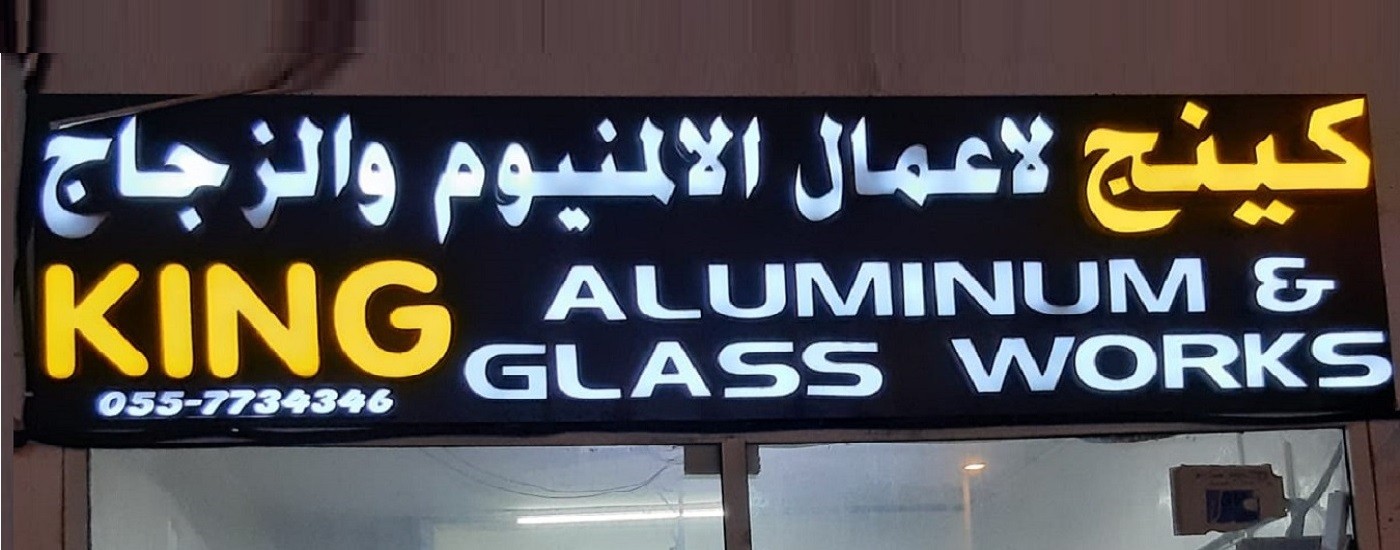 كينج لاعمال الالمنيوم والزجاج
KING ALUMINUM &
GLASS WORKS
055-7734346